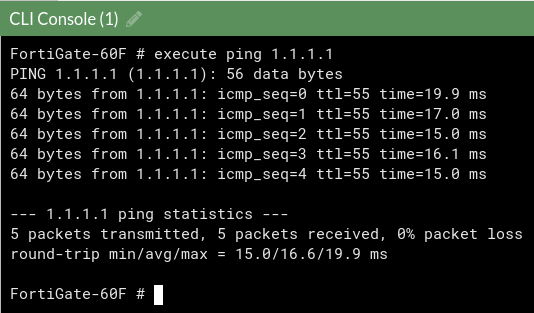 CLI Console (1)
FortiGate-60F # execute ping 1.1.1.1
PING 1.1.1.1 (1.1.1.1): 56 data bytes
64 bytes from 1.1.1.1: icmp_seq=0 ttl=55 time=19.9 ms
64 bytes from 1.1.1.1: icmp_seq=1 ttl=55 time=17.0 ms
64 bytes from 1.1.1.1: icmp_seq=2 ttl=55 time=15.0 ms
64 bytes from 1.1.1.1: icmp_seq=3 ttl=55 time=16.1 ms
64 bytes from 1.1.1.1: icmp_seq=4 ttl=55 time=15.0 ms
--- 1.1.1.1 ping statistics ---
5 packets transmitted, 5 packets received, 0% packet loss
round-trip min/avg/max = 15.0/16.6/19.9 ms
FortiGate-60F #